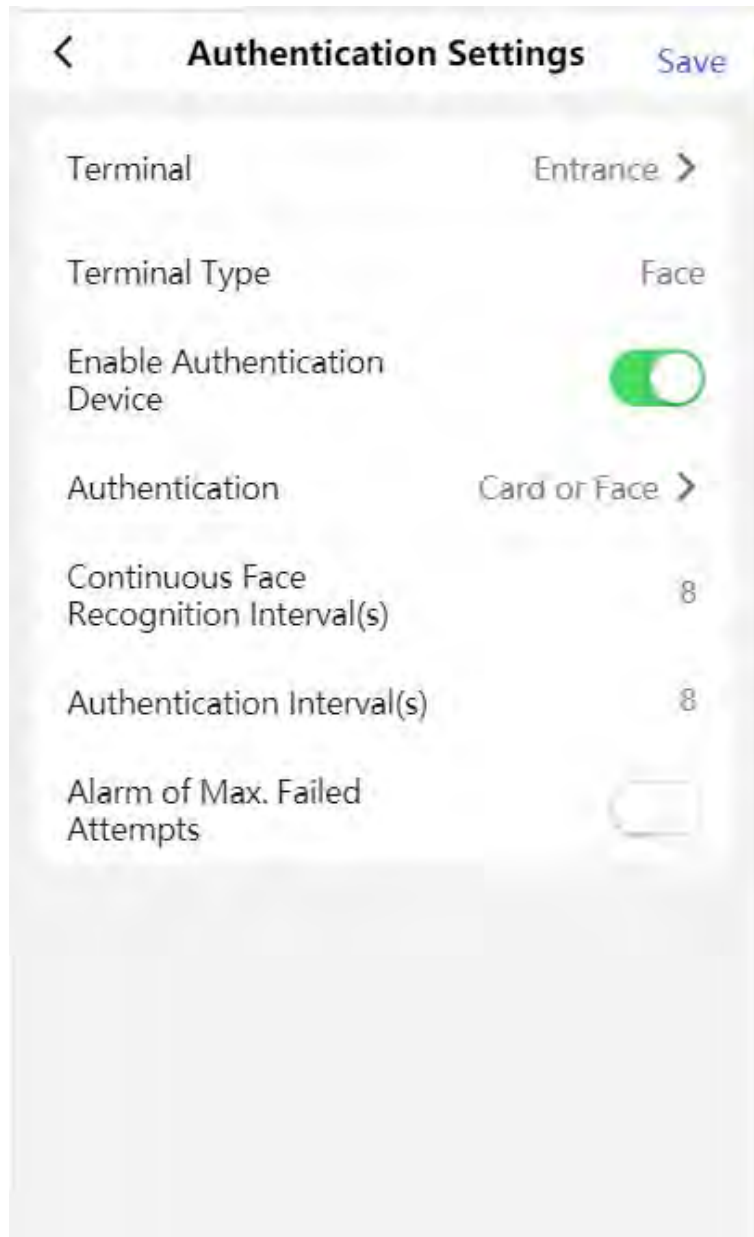 Authentication Settings Save
Terminal Entrance
Terminal Type Face
Enable Authentication
Device
Authentication Card or Face
Continuous Face
Recognition Interval(s) 8
Authentication Interval(s) 8
Alarm of Max. Failed
Attempts